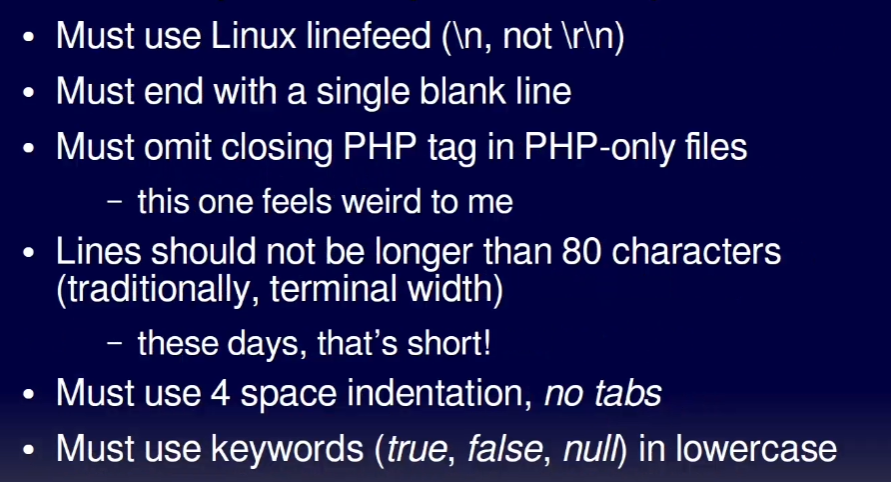 • Must use Linux linefeed (\n, not \r\n)
• Must end with a single blank line
• Must omit closing PHP tag in PHP-only files
– this one feels weird to me
• Lines should not be longer than 80 characters
(traditionally, terminal width)
– these days, that's short!
• Must use 4 space indentation, no tabs
• Must use keywords (true, false, null) in lowercase